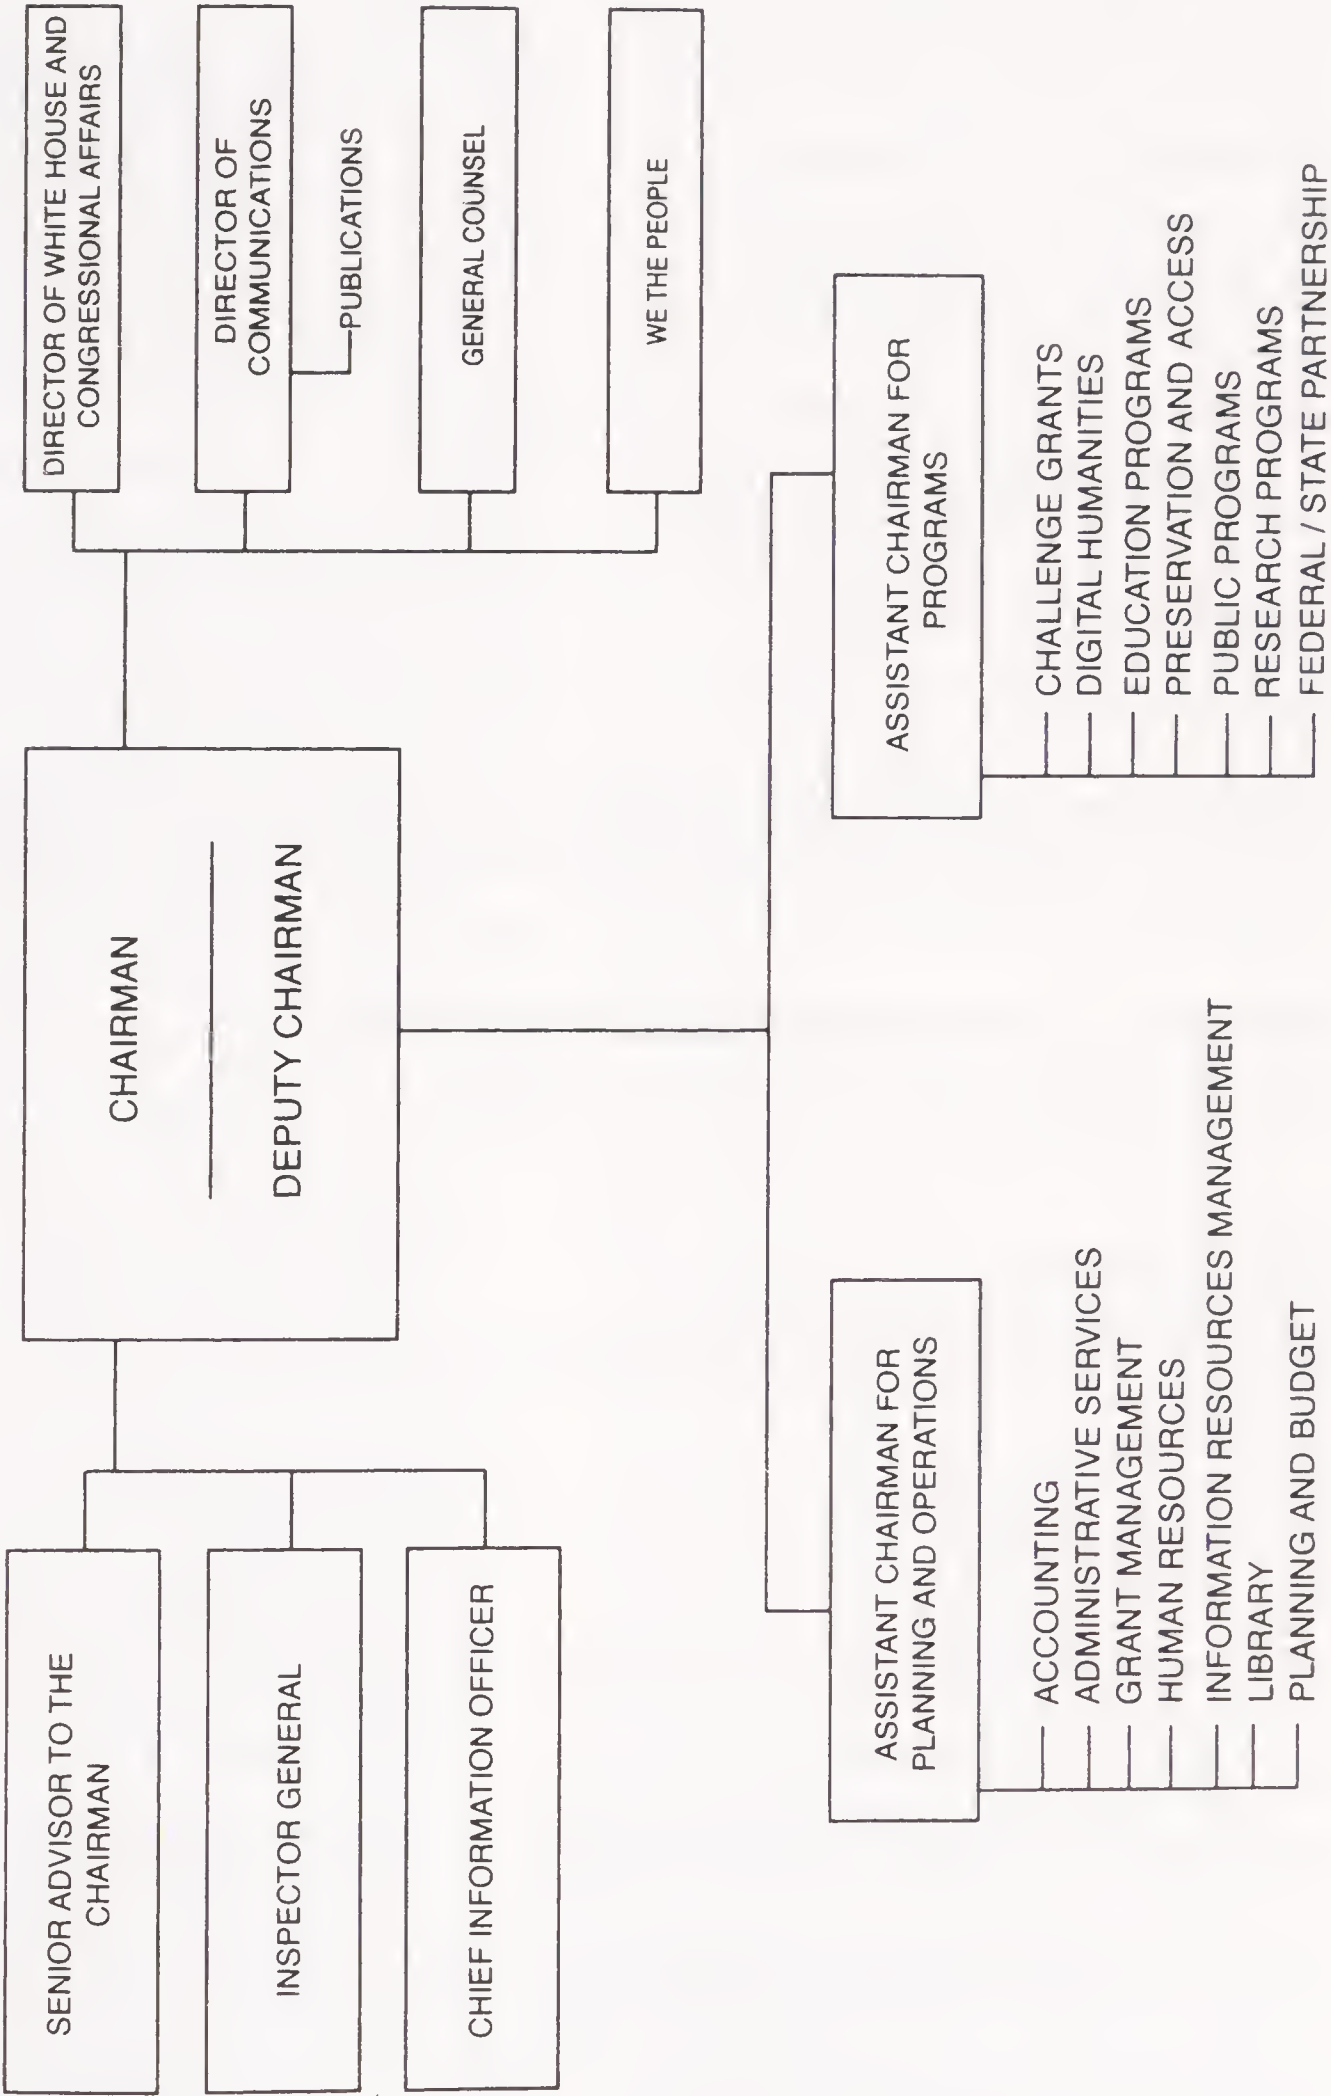 SENIOR ADVISOR TO THE
CHAIRMAN
INSPECTOR GENERAL
CHIEF INFORMATION OFFICER
CHAIRMAN
DEPUTY CHAIRMAN
DIRECTOR OF WHITE HOUSE AND
CONGRESSIONAL AFFAIRS
DIRECTOR OF
COMMUNICATIONS
PUBLICATIONS
GENERAL COUNSEL
WE THE PEOPLE
ASSISTANT CHAIRMAN FOR
PLANNING AND OPERATIONS
ACCOUNTING
ADMINISTRATIVE SERVICES
GRANT MANAGEMENT
HUMAN RESOURCES
INFORMATION RESOURCES MANAGEMENT
LIBRARY
PLANNING AND BUDGET
ASSISTANT CHAIRMAN FOR
PROGRAMS
CHALLENGE GRANTS
DIGITAL HUMANITIES
EDUCATION PROGRAMS
PRESERVATION AND ACCESS
PUBLIC PROGRAMS
RESEARCH PROGRAMS
FEDERAL / STATE PARTNERSHIP